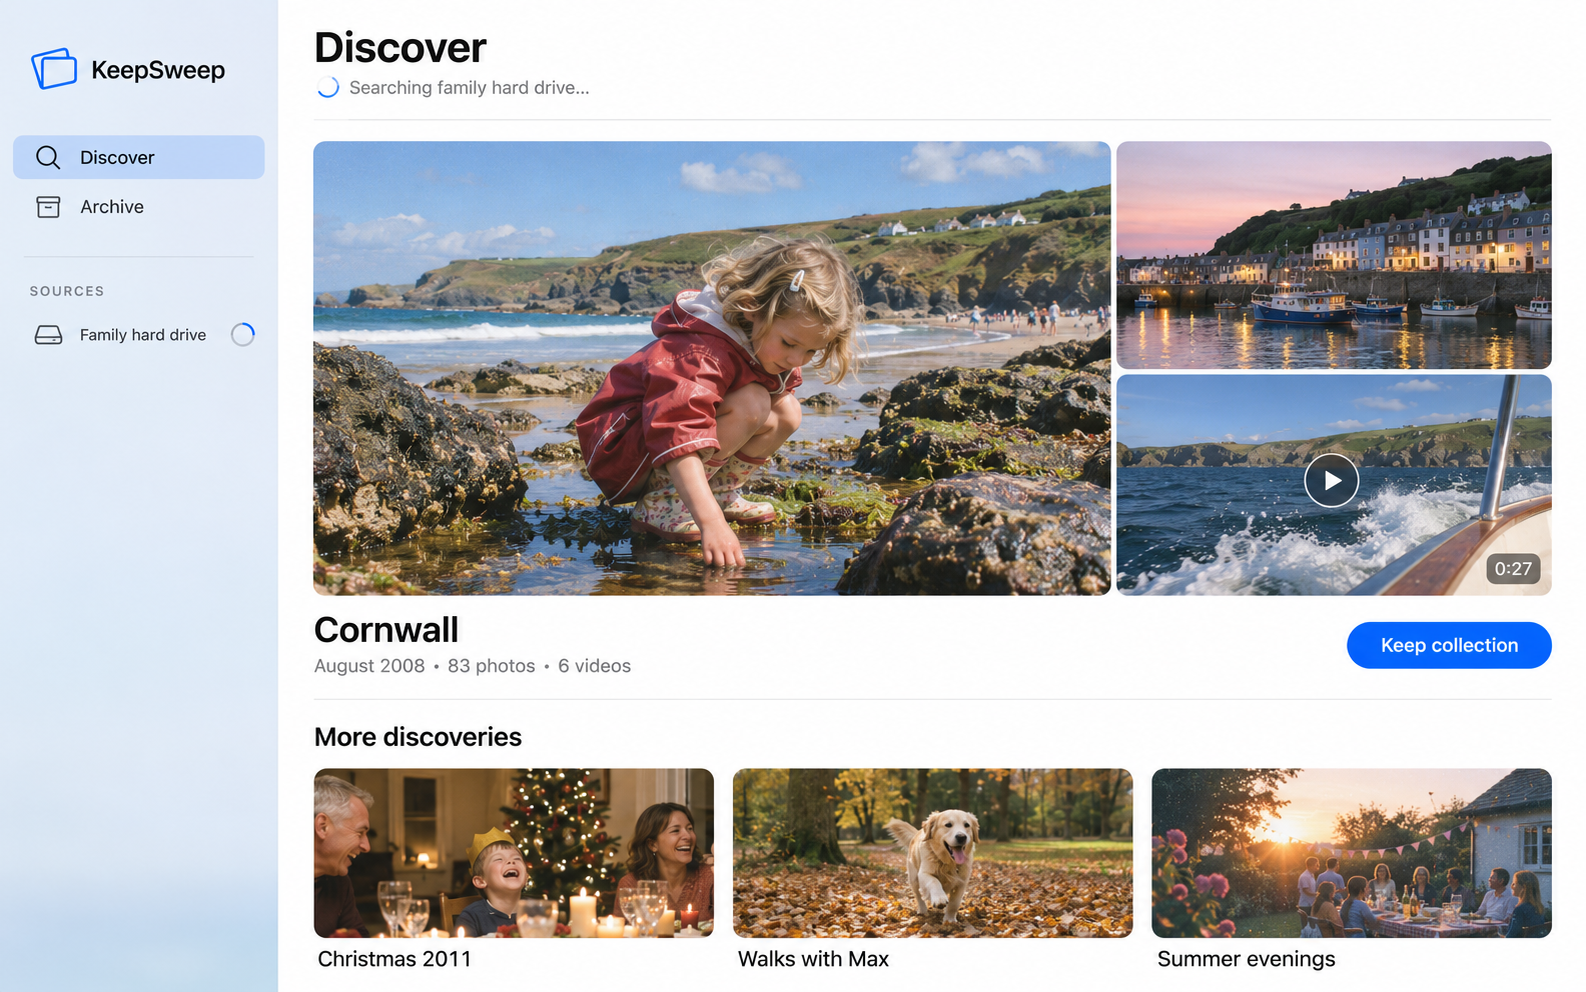 KeepSweep
Discover
Archive
SOURCES
Family hard drive
Discover
Searching family hard drive...
0:27
Cornwall
August 2008 • 83 photos • 6 videos
Keep collection
More discoveries
Christmas 2011
Walks with Max
Summer evenings